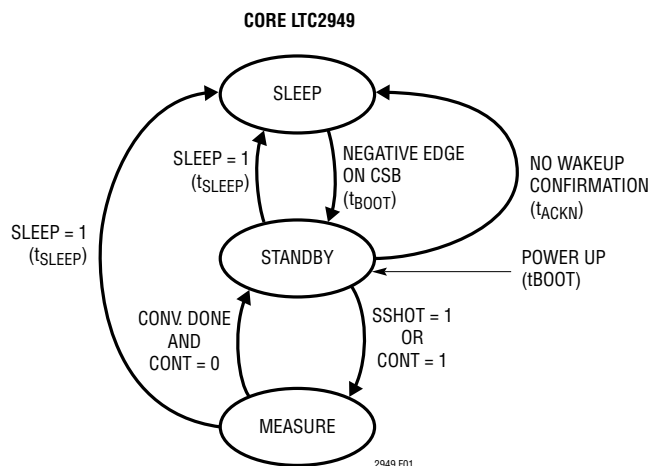 CORE LTC2949
SLEEP
SLEEP = 1
(tSLEEP)
NEGATIVE EDGE
ON CSB
(tBOOT)
NO WAKEUP
CONFIRMATION
(tACKN)
SLEEP = 1
(tSLEEP)
STANDBY
POWER UP
(tBOOT)
CONV. DONE
AND
CONT = 0
SSHOT = 1
OR
CONT = 1
MEASURE
2949 F01